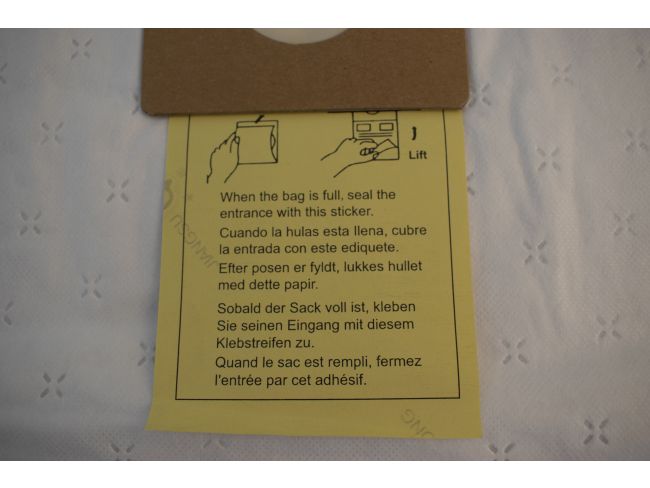 Lift
When the bag is full, seal the
entrance with this sticker.
Cuando la hulas esta llena, cubre
la entrada con este ediquete.
Efter posen er fyldt, lukkes hullet
med dette papir.
Sobald der Sack voll ist, kleben
Sie seinen Eingang mit diesem
Klebstreifen zu.
Quand le sac est rempli, fermez
l'entrée par cet adhésif.
JIANGSU